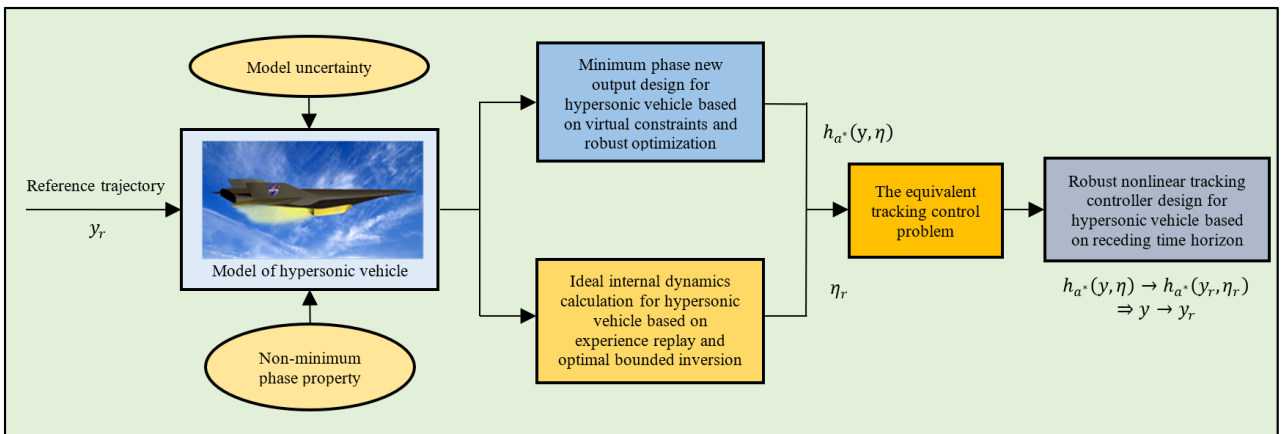 Model uncertainty
Reference trajectory
y_r
Model of hypersonic vehicle
Non-minimum
phase property
Minimum phase new
output design for
hypersonic vehicle based
on virtual constraints and
robust optimization
Ideal internal dynamics
calculation for hypersonic
vehicle based on
experience replay and
optimal bounded inversion
h_{a*}(y, η)
η_r
The equivalent
tracking control
problem
Robust nonlinear tracking
controller design for
hypersonic vehicle based
on receding time horizon
h_{a*}(y, η) → h_{a*}(y_r, η_r)
⇒ y → y_r